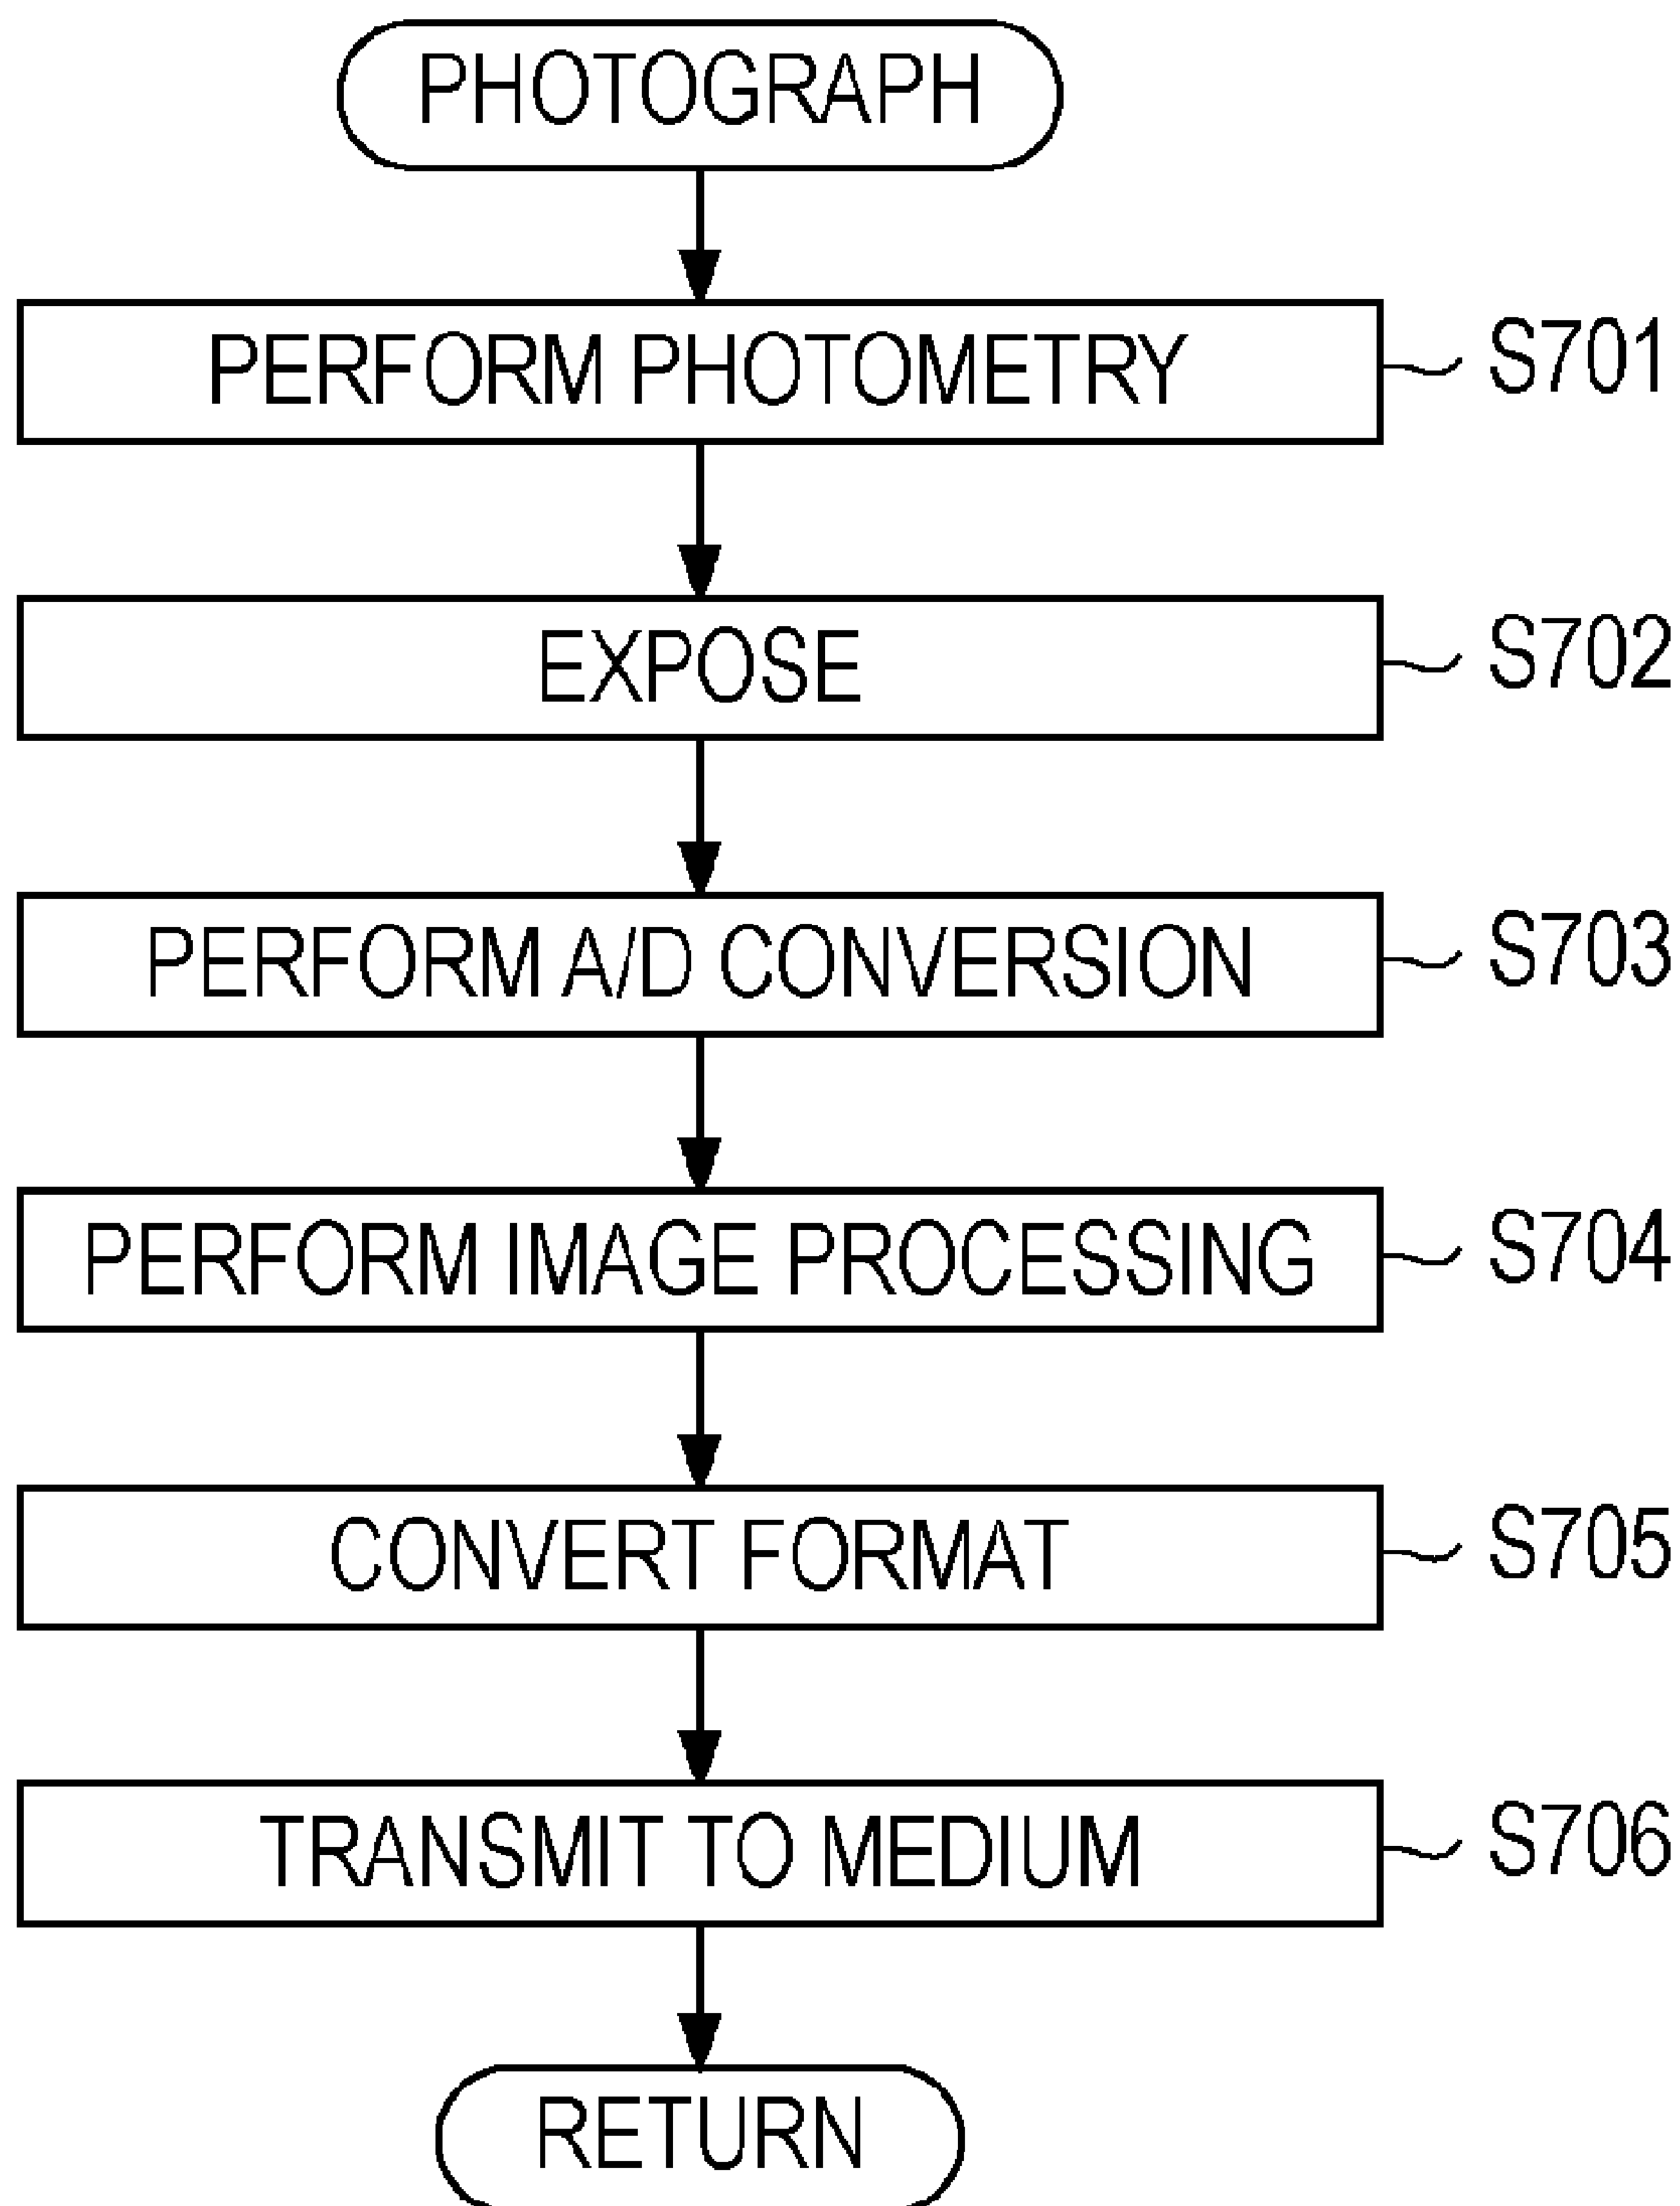 PHOTOGRAPH
PERFORM PHOTOMETRY S701
EXPOSE S702
PERFORM A/D CONVERSION S703
PERFORM IMAGE PROCESSING S704
CONVERT FORMAT S705
TRANSMIT TO MEDIUM S706
RETURN